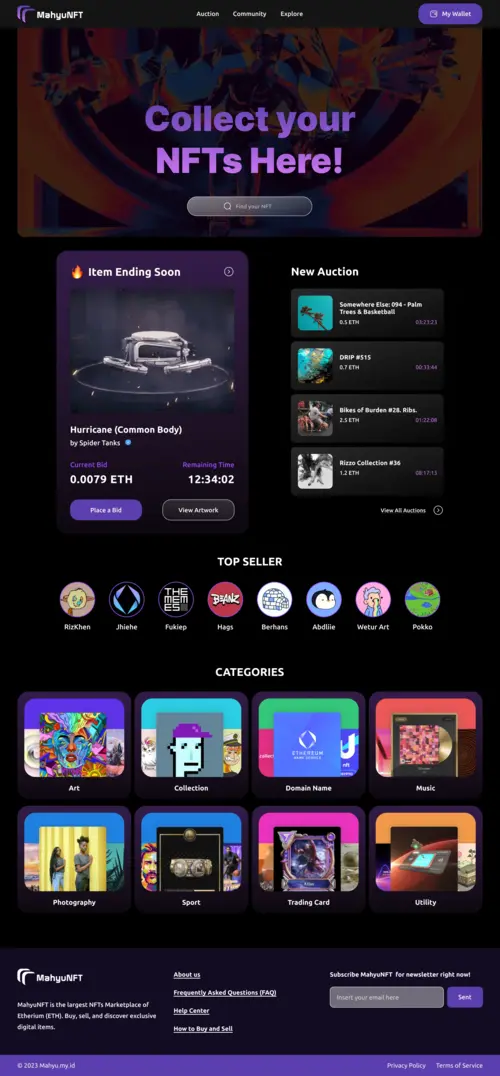 MahyuNFT
Auction
Community
Explore
My Wallet
Collect your
NFTs Here!
Find your NFT
Item Ending Soon
Hurricane (Common Body)
by Spider Tanks
Current Bid
Remaining Time
0.0079 ETH
12:34:02
Place a Bid
View Artwork
New Auction
Somewhere Else: 094 - Palm
Trees & Basketball
0.5 ETH
03:23:23
DRIP #515
0.7 ETH
00:33:44
Bikes of Burden #28. Ribs.
2.5 ETH
01:22:08
Rizzo Collection #36
1.2 ETH
08:17:13
View All Auctions
TOP SELLER
THE
MEMES
BEANZ
RizKhen
Jhiehe
Fukiep
Hags
Berhans
Abdllie
Wetur Art
Pokko
CATEGORIES
ETHEREUM
Art
Collection
Domain Name
Music
Photography
Sport
Trading Card
Utility
MahyuNFT
MahyuNFT is the largest NFTs Marketplace of
Etherium (ETH). Buy, sell, and discover exclusive
digital items.
About us
Frequently Asked Questions (FAQ)
Help Center
How to Buy and Sell
Subscribe MahyuNFT for newsletter right now!
Insert your email here
Sent
© 2023 Mahyu.my.id
Privacy Policy
Terms of Service